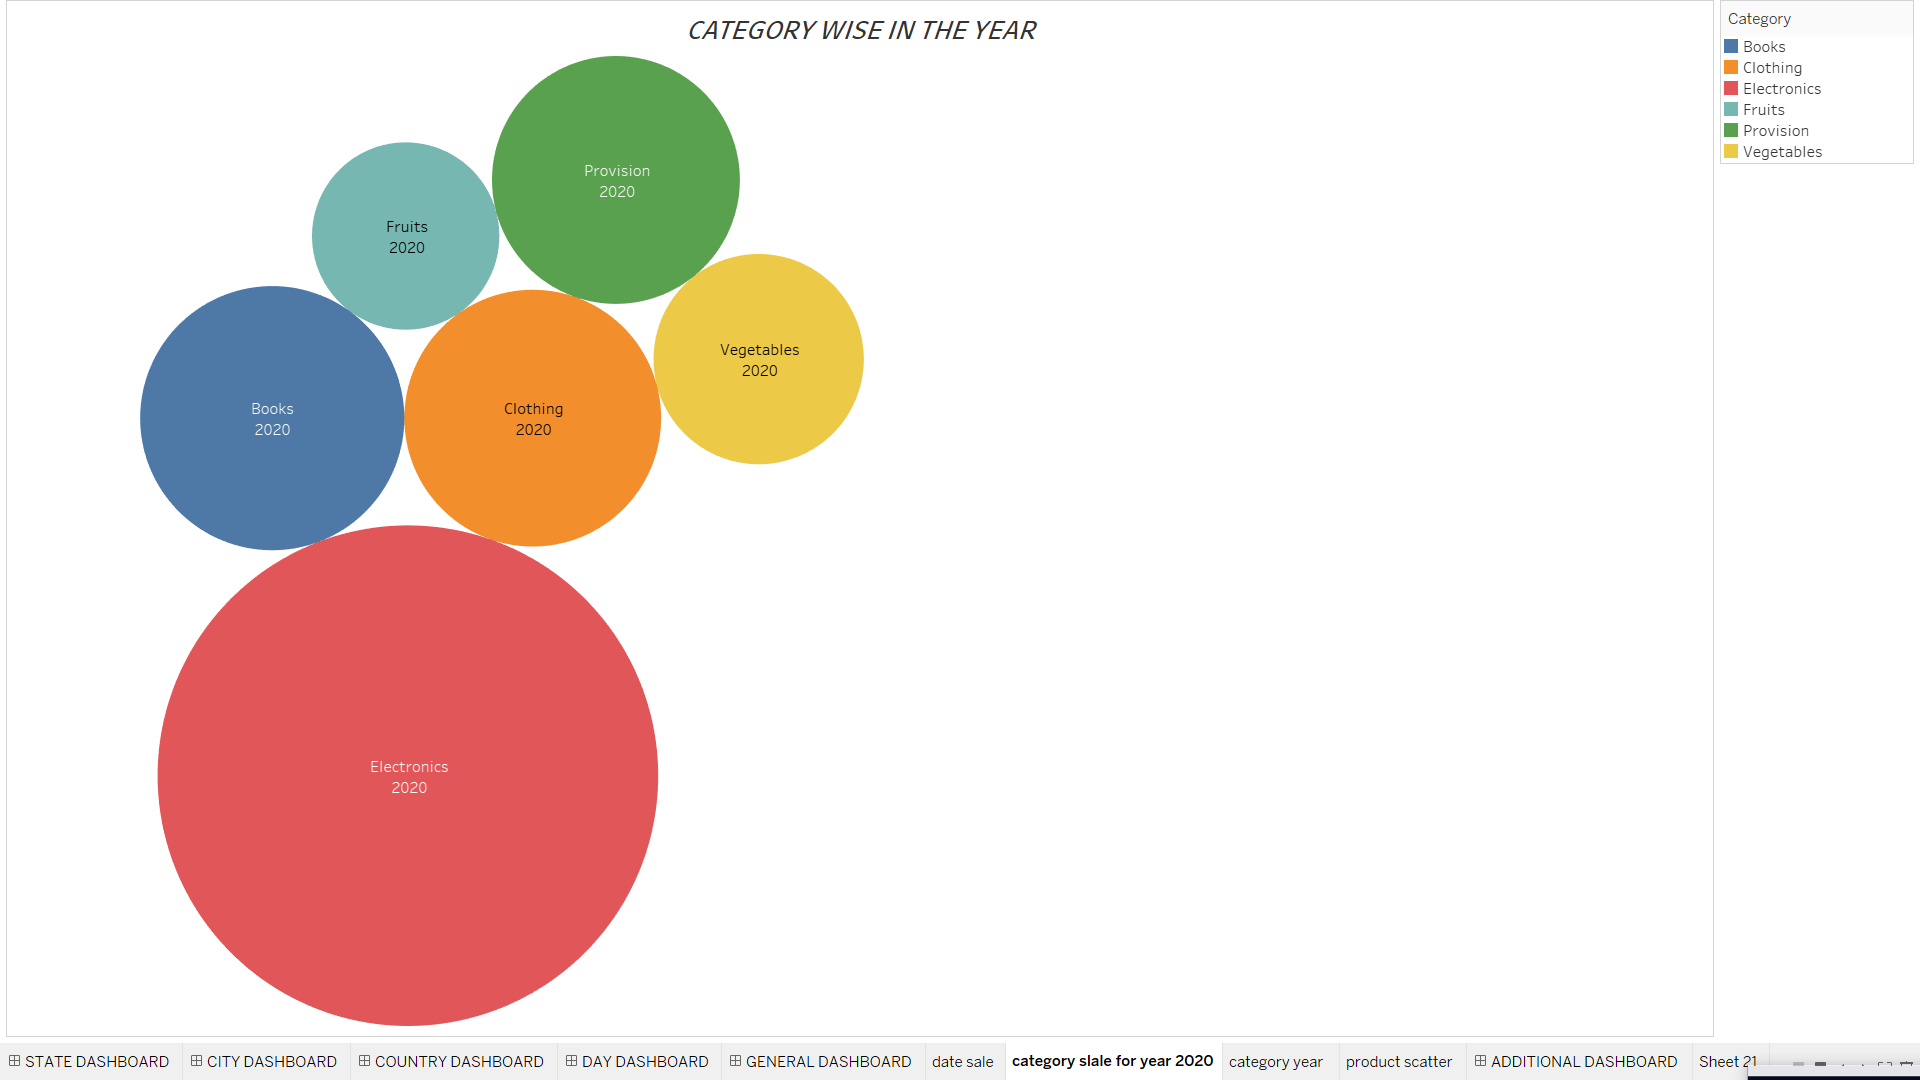 CATEGORY WISE IN THE YEAR
Category
Books
Clothing
Electronics
Fruits
Provision
Vegetables
Provision
2020
Fruits
2020
Vegetables
2020
Books
2020
Clothing
2020
Electronics
2020
STATE DASHBOARD CITY DASHBOARD COUNTRY DASHBOARD DAY DASHBOARD GENERAL DASHBOARD date sale category slale for year 2020 category year product scatter ADDITIONAL DASHBOARD Sheet 21